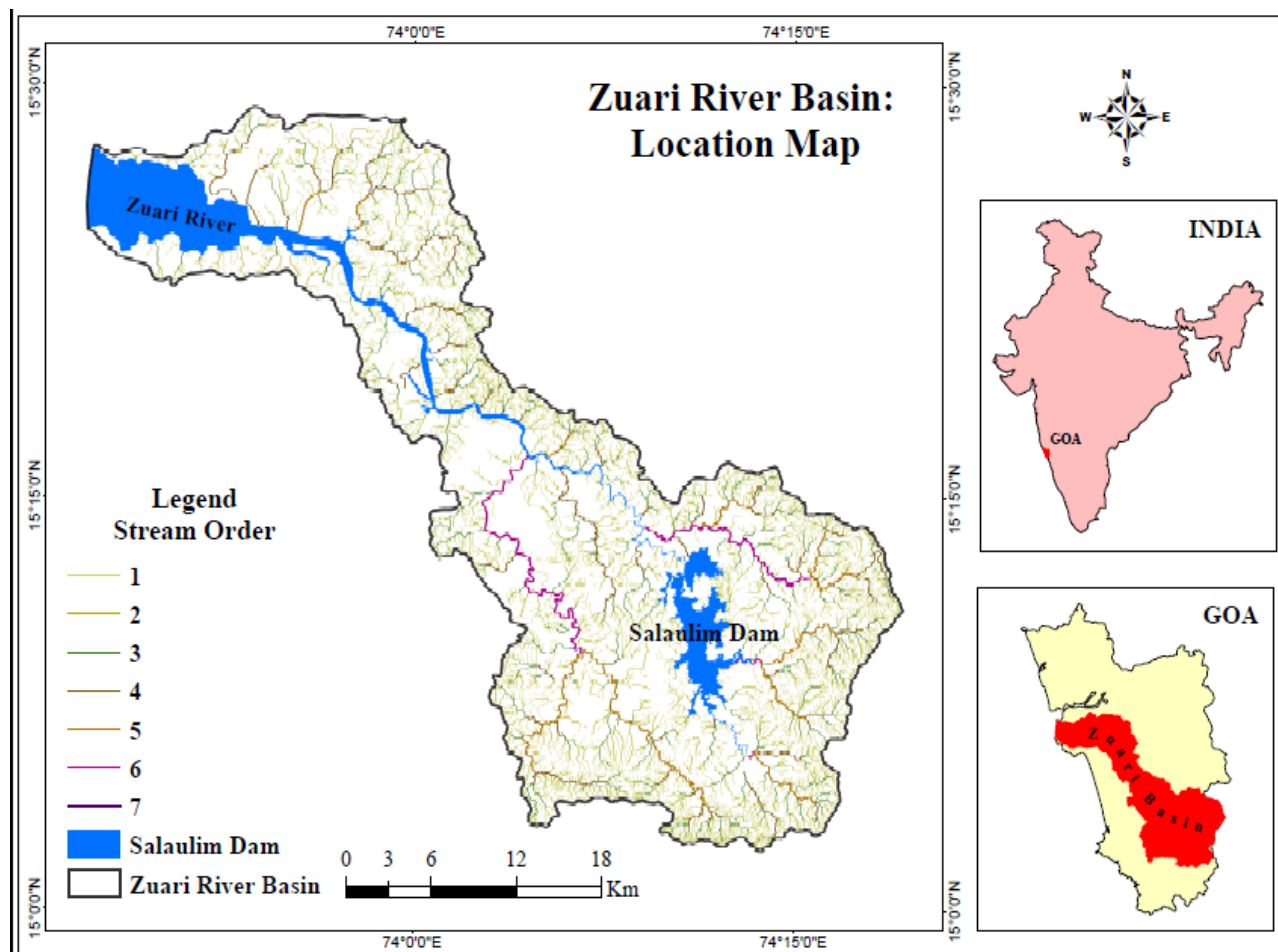 74°0'0"E
74°15'0"E
15°30'0"N
15°30'0"N
Zuari River Basin:
Location Map
N
W
E
S
Zuari River
INDIA
GOA
15°15'0"N
15°15'0"N
Legend
Stream Order
1
2
3
4
5
6
7
Salaulim Dam
Zuari River Basin
Salaulim Dam
0 3 6 12 18
Km
GOA
Zuari Basin
15°0'0"N
15°0'0"N
74°0'0"E
74°15'0"E